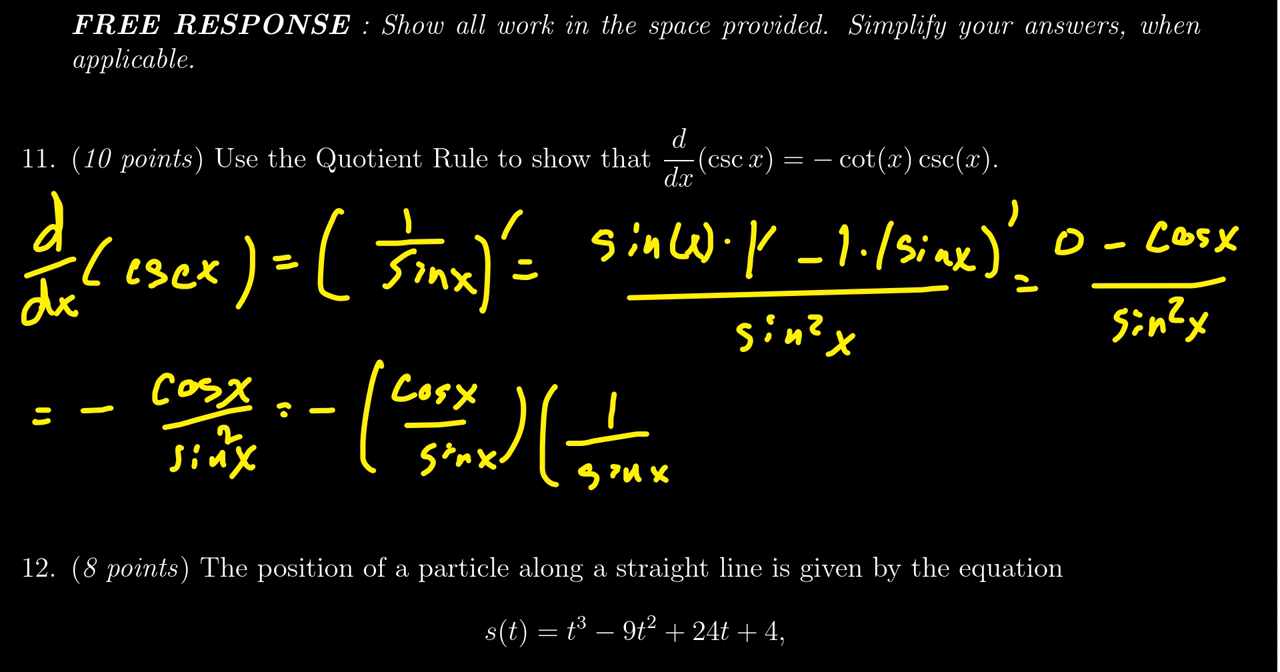 FREE RESPONSE : Show all work in the space provided. Simplify your answers, when
applicable.
11. (10 points) Use the Quotient Rule to show that d/dx (csc x) = − cot(x) csc(x).
d/dx (cscx) = (1/sinx)' = (sin(x)·1' − 1·(sinx)')/sin²x = (0 − cosx)/sin²x
= − cosx/sin²x = − (cosx/sinx)(1/sinx
12. (8 points) The position of a particle along a straight line is given by the equation
s(t) = t³ − 9t² + 24t + 4,